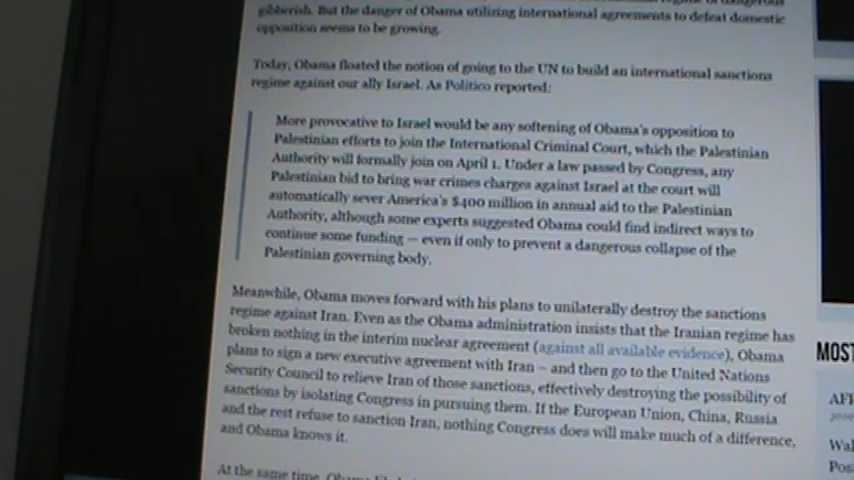 gibberish. But the danger of Obama utilizing international agreements to defeat domestic
opposition seems to be growing.
Today, Obama floated the notion of going to the UN to build an international sanctions
regime against our ally Israel. As Politico reported:
More provocative to Israel would be any softening of Obama's opposition to
Palestinian efforts to join the International Criminal Court, which the Palestinian
Authority will formally join on April 1. Under a law passed by Congress, any
Palestinian bid to bring war crimes charges against Israel at the court will
automatically sever America's $400 million in annual aid to the Palestinian
Authority, although some experts suggested Obama could find indirect ways to
continue some funding — even if only to prevent a dangerous collapse of the
Palestinian governing body.
Meanwhile, Obama moves forward with his plans to unilaterally destroy the sanctions
regime against Iran. Even as the Obama administration insists that the Iranian regime has
broken nothing in the interim nuclear agreement (against all available evidence), Obama
plans to sign a new executive agreement with Iran – and then go to the United Nations
Security Council to relieve Iran of those sanctions, effectively destroying the possibility of
sanctions by isolating Congress in pursuing them. If the European Union, China, Russia
and the rest refuse to sanction Iran, nothing Congress does will make much of a difference,
and Obama knows it.
At the same time, Obama
MOST